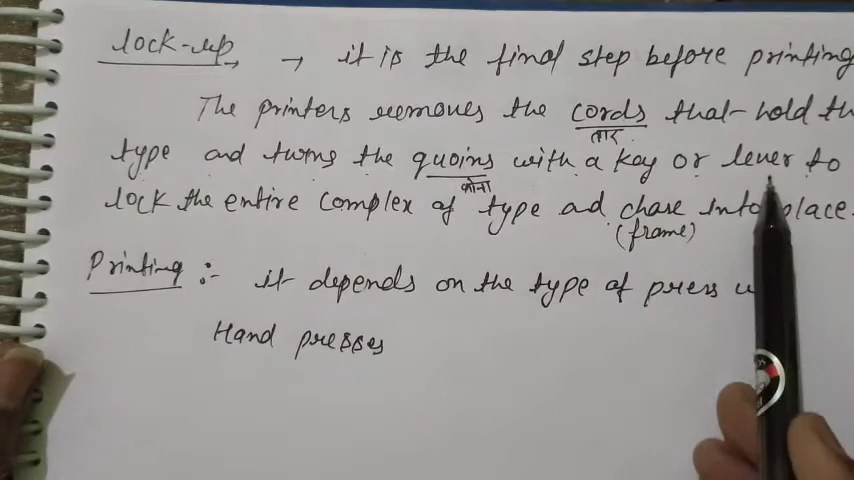 lock-up → it is the final step before printing
The printers removes the cords that hold th
तार
type and turns the quoins with a key or lever to
कोना
lock the entire complex of type and chase into place.
(frame)
Printing :- it depends on the type of press
Hand presses